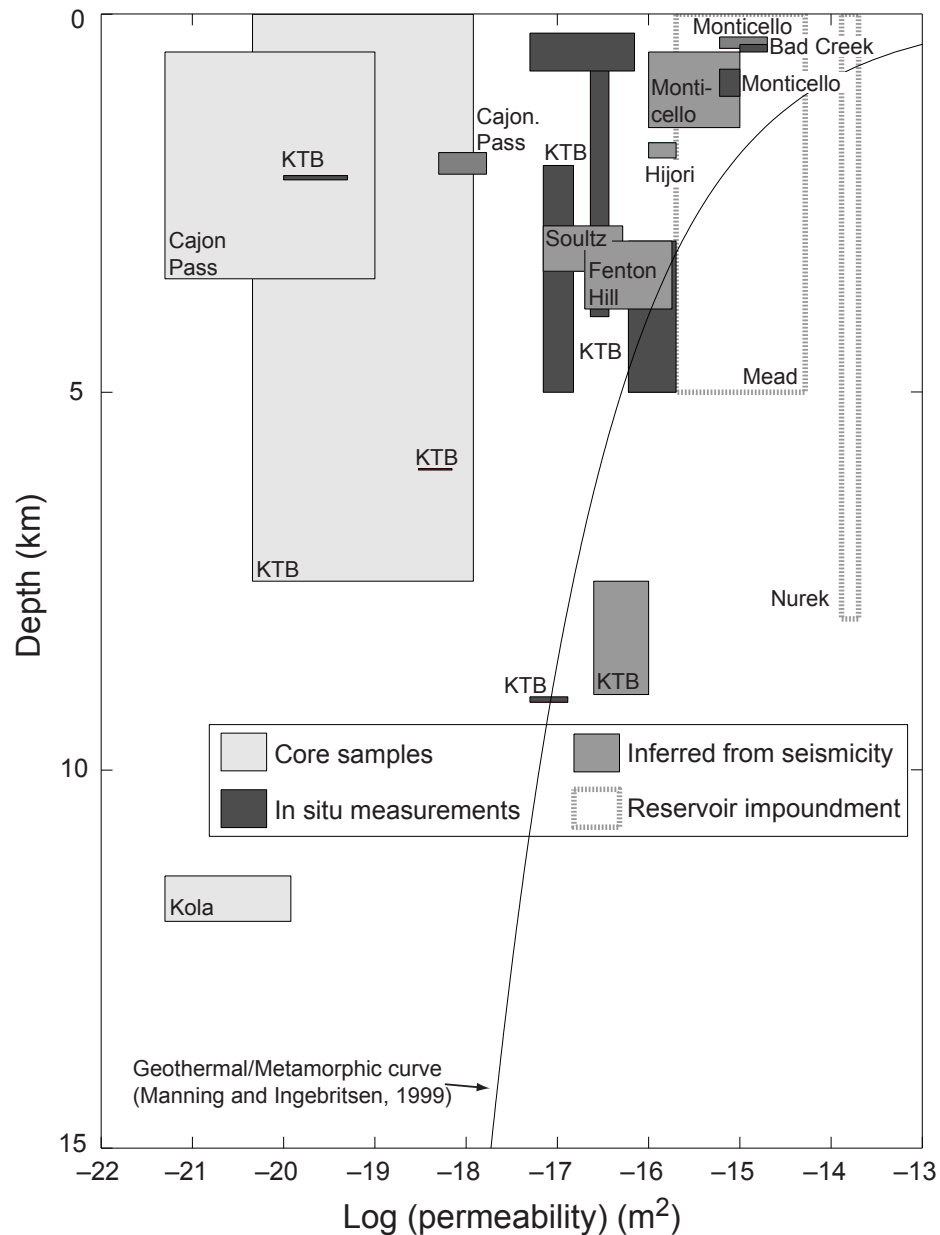 0
5
10
15
Depth (km)
Monticello
Bad Creek
Monti-
cello
Monticello
Cajon.
Pass
KTB
KTB
Hijori
Cajon
Pass
Soultz
Fenton
Hill
KTB
Mead
KTB
KTB
Nurek
KTB
KTB
Core samples
Inferred from seismicity
In situ measurements
Reservoir impoundment
Kola
Geothermal/Metamorphic curve
(Manning and Ingebritsen, 1999)
–22 –21 –20 –19 –18 –17 –16 –15 –14 –13
Log (permeability) (m²)